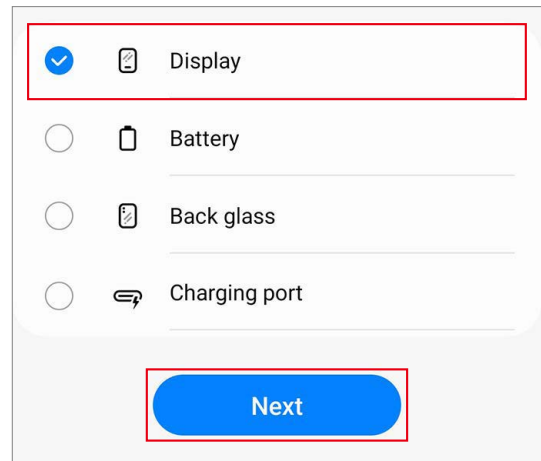 Display
Battery
Back glass
Charging port
Next